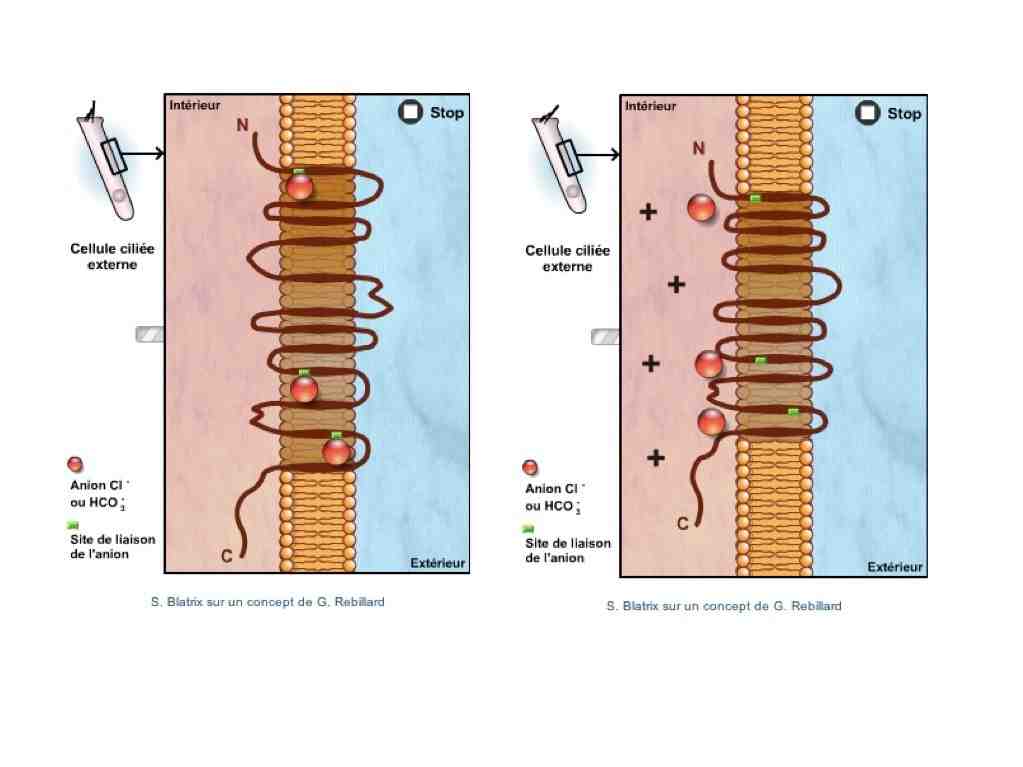 Intérieur
Stop
N
Cellule ciliée
externe
Anion Cl -
ou HCO3-
Site de liaison
de l'anion
C
Extérieur
S. Blatrix sur un concept de G. Rebillard
Intérieur
Stop
N
+
Cellule ciliée
externe
+
+
+
Anion Cl -
ou HCO3-
C
Site de liaison
de l'anion
Extérieur
S. Blatrix sur un concept de G. Rebillard